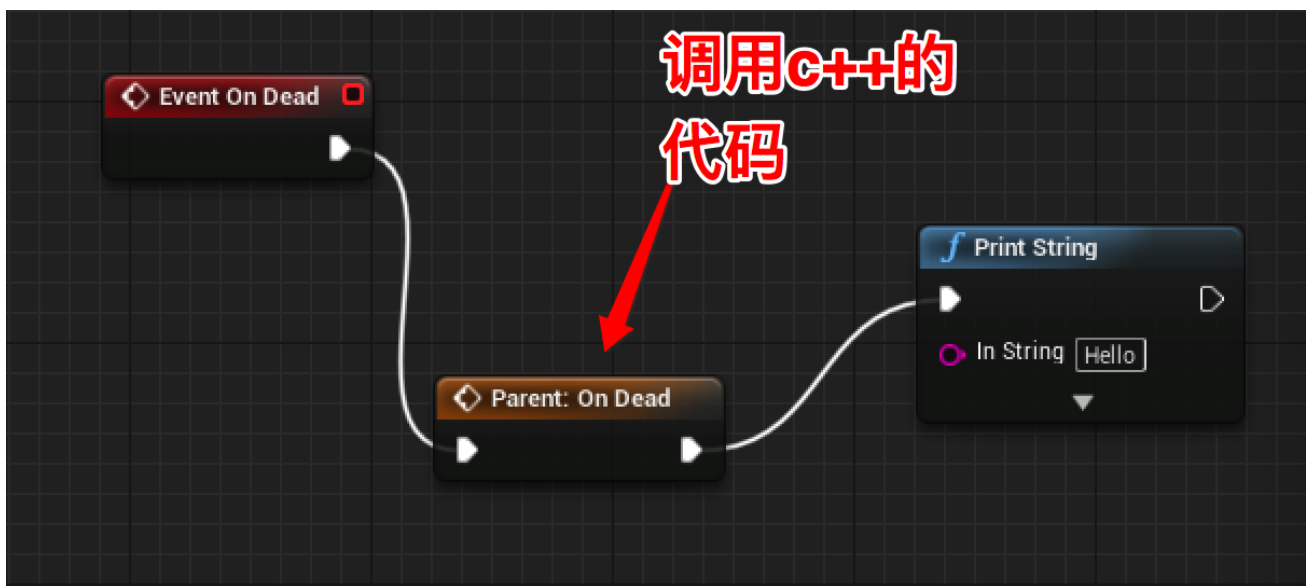 调用c++的
代码
Event On Dead
Print String
In String Hello
Parent: On Dead